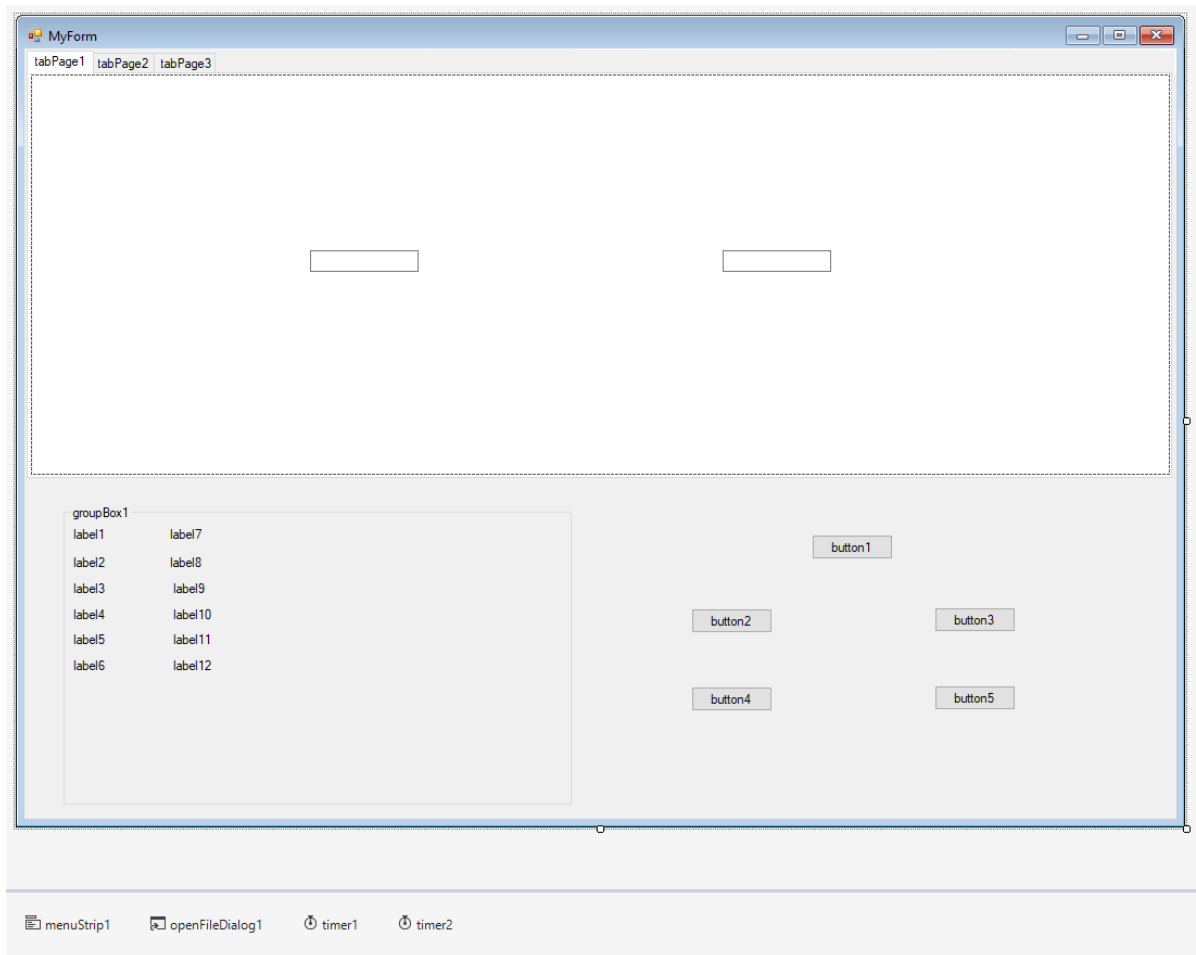 MyForm
tabPage1 tabPage2 tabPage3
groupBox1
label1 label7
label2 label8
label3 label9
label4 label10
label5 label11
label6 label12
button1
button2 button3
button4 button5
menuStrip1 openFileDialog1 timer1 timer2